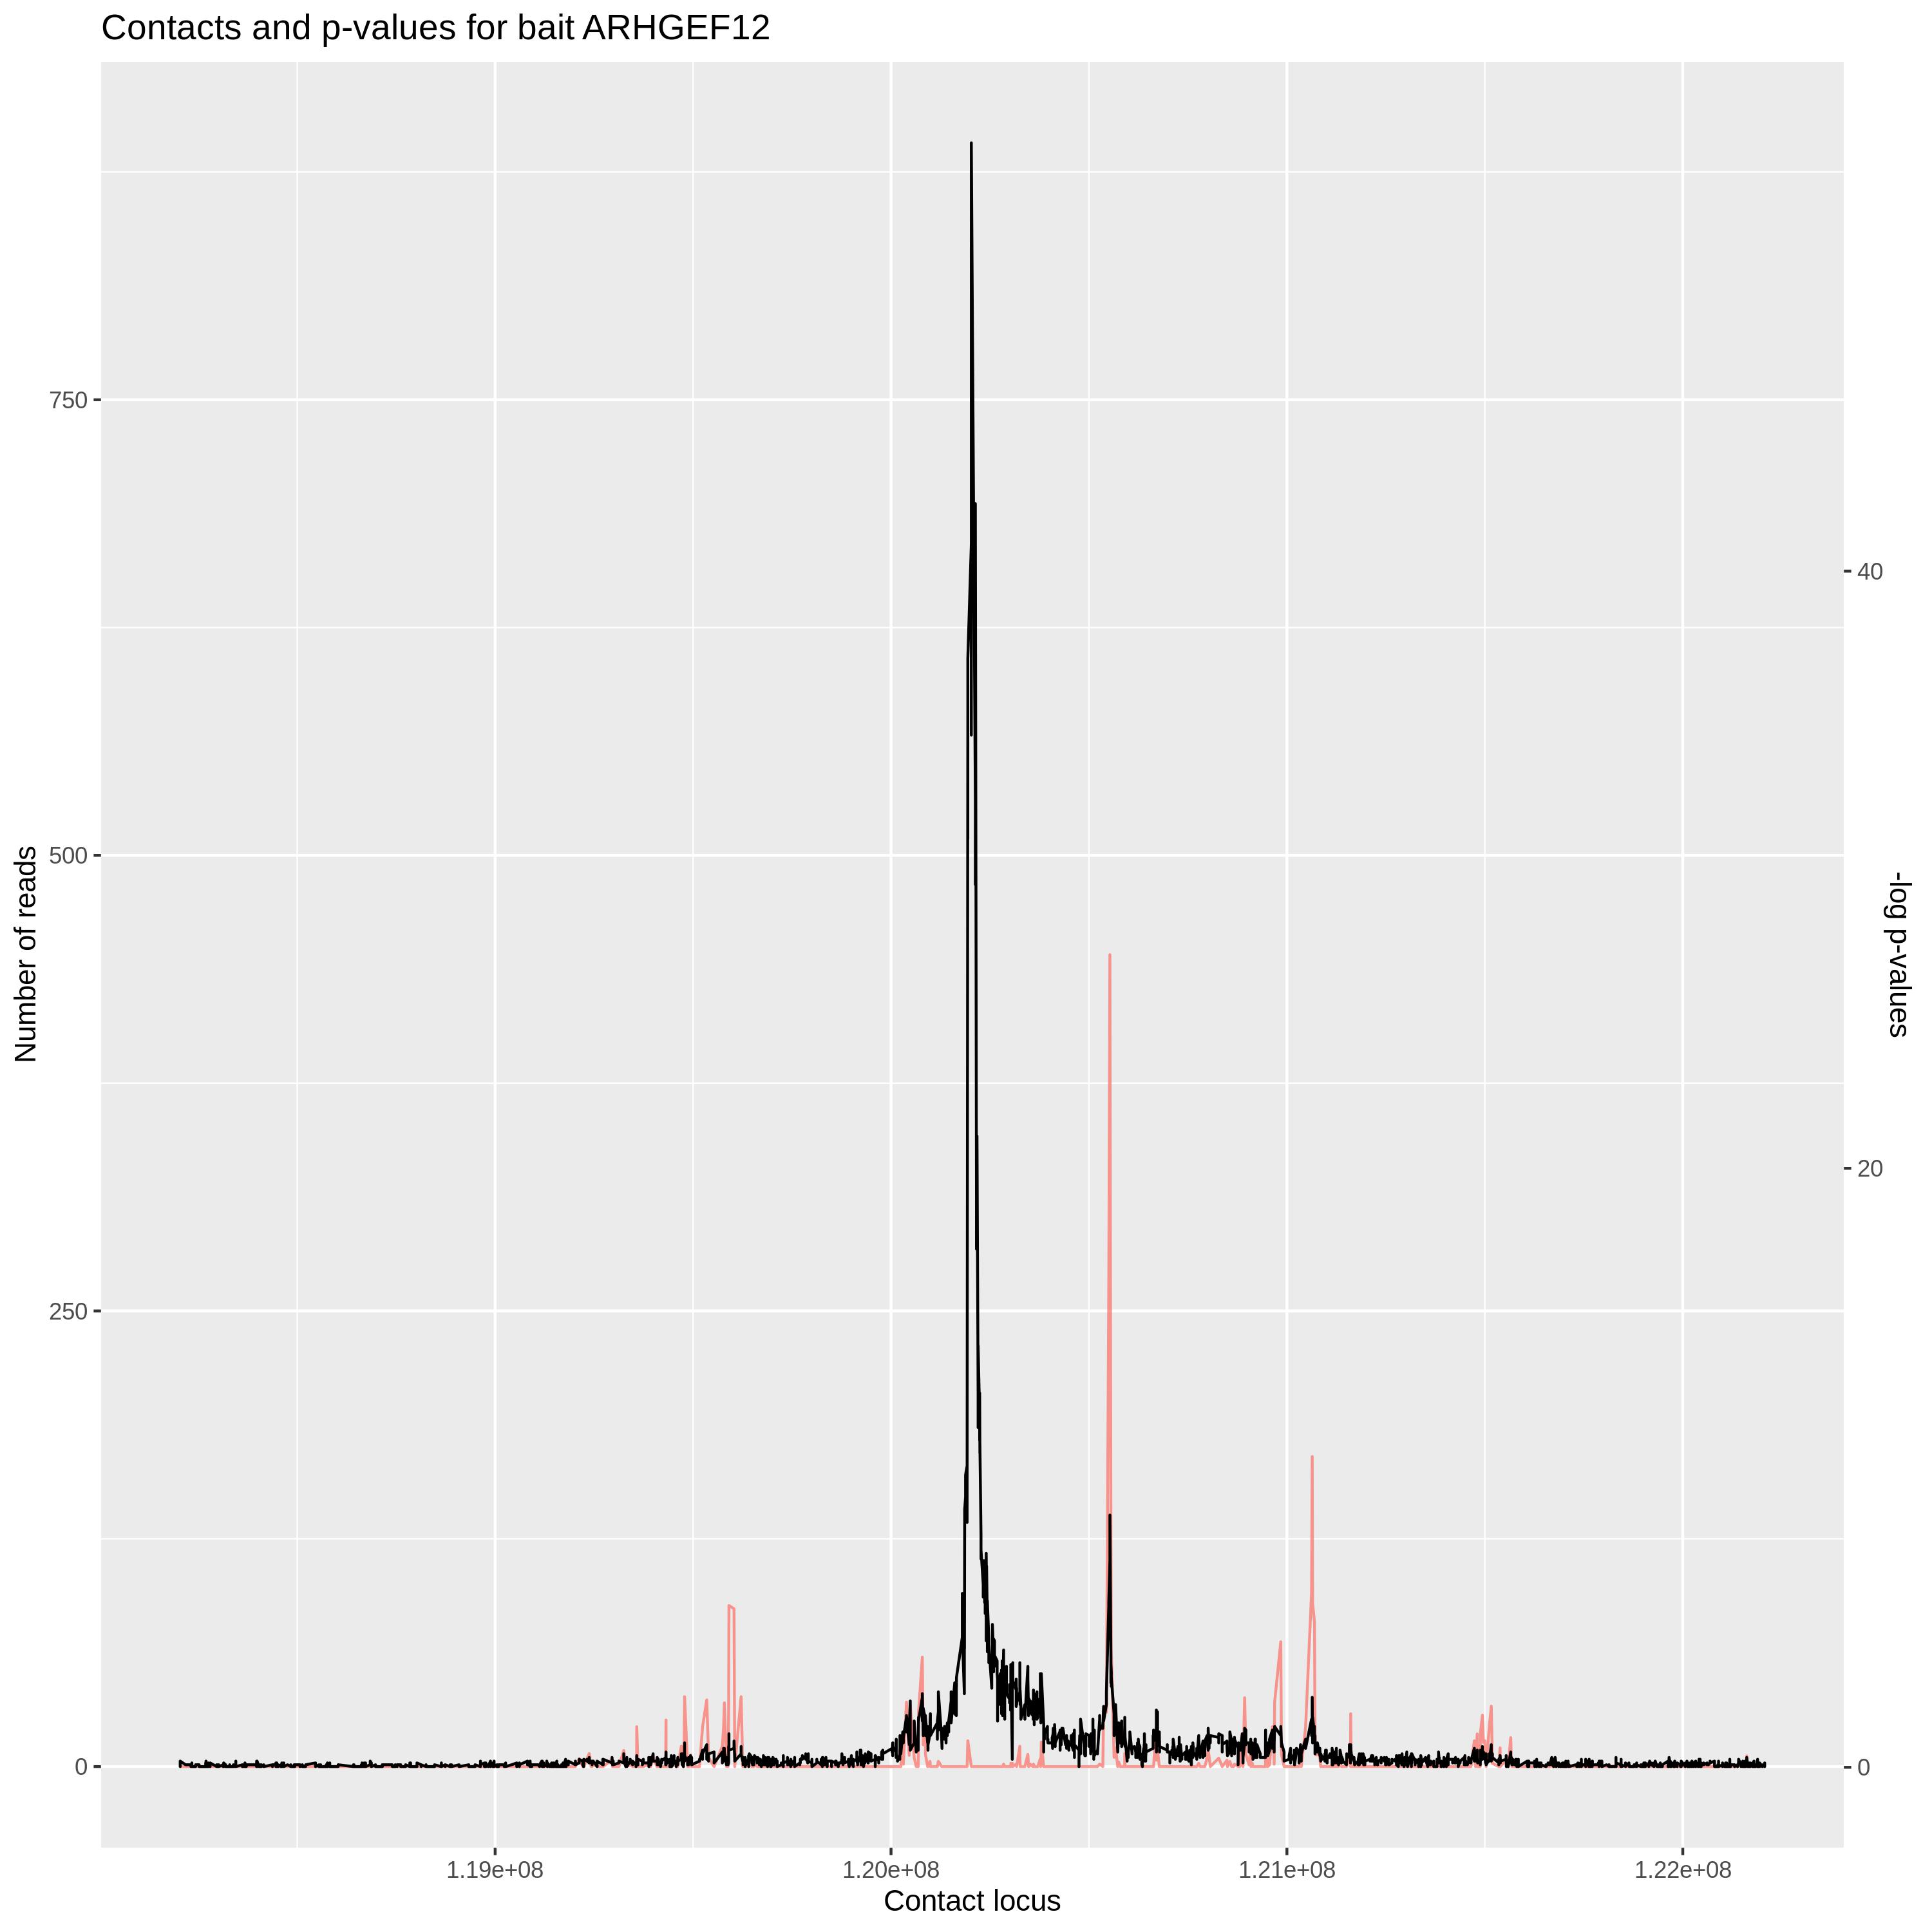 Contacts and p-values for bait ARHGEF12
Number of reads
750
500
250
0
40
20
0
-log p-values
1.19e+08
1.20e+08
1.21e+08
1.22e+08
Contact locus